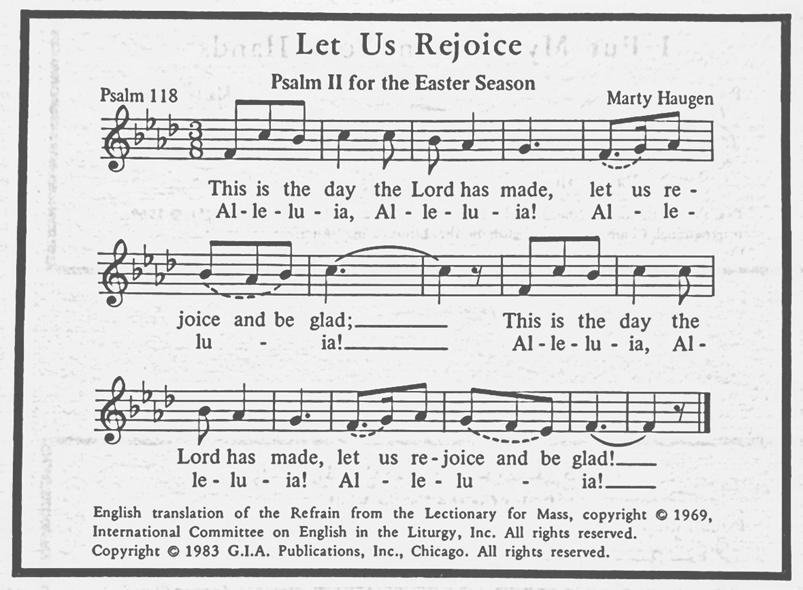 Let Us Rejoice
Psalm II for the Easter Season
Psalm 118
Marty Haugen
3
8
This is the day the Lord has made, let us re -
Al - le - lu - ia, Al - le - lu - ia! Al - le -
joice and be glad; This is the day the
lu - ia! Al - le - lu - ia, Al -
Lord has made, let us re - joice and be glad!
le - lu - ia! Al - le - lu - ia!
English translation of the Refrain from the Lectionary for Mass, copyright © 1969,
International Committee on English in the Liturgy, Inc. All rights reserved.
Copyright © 1983 G.I.A. Publications, Inc., Chicago. All rights reserved.